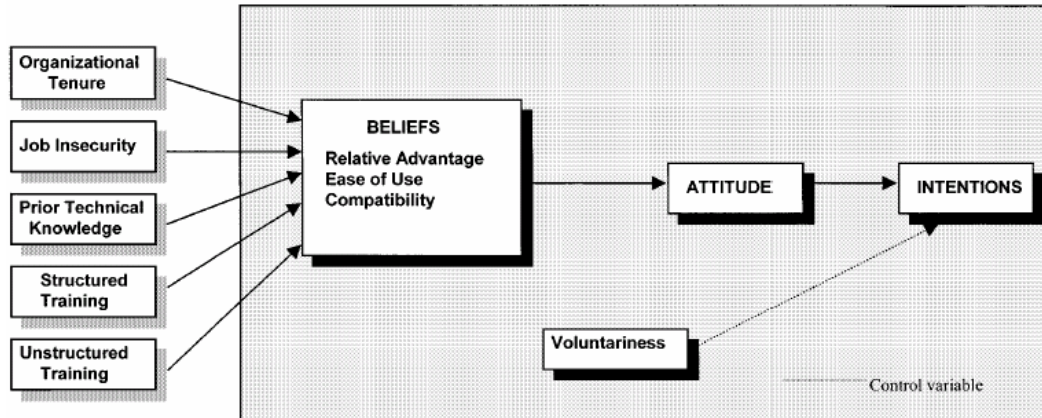 Organizational
Tenure
Job Insecurity
Prior Technical
Knowledge
Structured
Training
Unstructured
Training
BELIEFS
Relative Advantage
Ease of Use
Compatibility
ATTITUDE
INTENTIONS
Voluntariness
Control variable